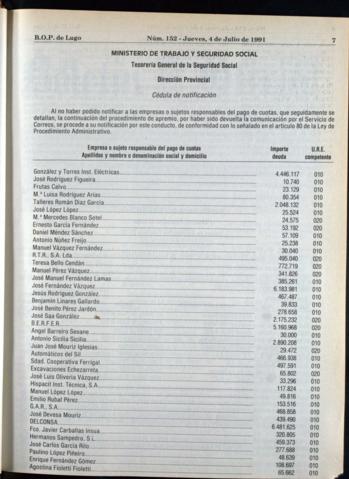 B.O.P. de Lugo Núm. 152 - Jueves, 4 de Julio de 1991 7
MINISTERIO DE TRABAJO Y SEGURIDAD SOCIAL
Tesorería General de la Seguridad Social
Dirección Provincial
Cédula de notificación
Al no haber podido notificar a las empresas o sujetos responsables del pago de cuotas, que seguidamente se
detallan, la continuación del procedimiento de apremio, por haber sido devuelta la comunicación por el Servicio de
Correos, se procede a su notificación por este conducto, de conformidad con lo señalado en el artículo 80 de la Ley de
Procedimiento Administrativo.
Empresa o sujeto responsable del pago de cuotas Importe U.R.E.
Apellidos y nombre o denominación social y domicilio deuda competente
González y Torres Inst. Eléctricas 4.446.117 010
José Rodríguez Figueira 10.740 010
Frutas Calvo 23.129 010
M.ª Luisa Rodríguez Arias 80.354 010
Talleres Román Díaz García 2.048.132 010
José López López 25.524 010
M.ª Mercedes Blanco Sotel 24.575 020
Ernesto García Fernández 53.192 020
Daniel Méndez Sánchez 57.109 010
Antonio Núñez Freijo 25.238 010
Manuel Vázquez Fernández 30.040 010
R.T.R., S.A. Lda. 495.040 020
Teresa Bello Cendán 772.719 020
Manuel Pérez Vázquez 341.826 020
José Manuel Fernández Lamas 385.261 010
José Fernández Vázquez 6.183.981 010
Jesús Rodríguez González 467.487 010
Benjamín Linares Gallardo 39.833 010
José Benito Pérez Jardón 278.658 010
José Saa González 2.175.232 020
B.E.R.F.E.R. 5.160.968 020
Angel Barreiro Seoane 30.000 010
Antonio Sicilia Sicilia 2.890.208 010
Juan José Mouriz Iglesias 29.472 020
Automáticos del Sil 466.938 010
Sdad. Cooperativa Ferrigal 497.591 010
Excavaciones Echezarreta 65.802 020
José Luis Oliveria Vázquez 33.296 010
Hispacit Inst. Técnica, S.A. 117.824 010
Manuel López López 49.816 010
Emilio Rubal Pérez 153.516 010
G.A.R., S.A. 468.858 010
José Devesa Mouriz 439.490 010
DELCONSA 6.481.625 010
Fco. Javier Carballas Insua 320.805 010
Hermanos Sampedro, S.L. 459.373 010
José Carlos García Rilo 277.688 010
Paulino López Piñeiro 48.639 010
Enrique Fernández Gómez 108.697 010
Agostina Fioletti Fioletti 65.662 010